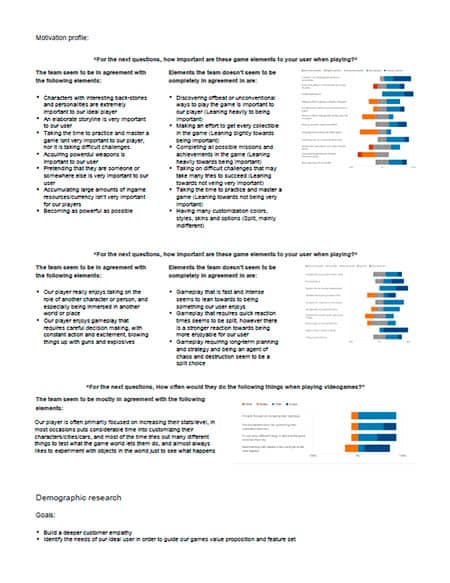 Motivation profile:
"For the next questions, how important are these game elements to your user when playing?"
The team seem to be in agreement with
the following elements:
• Characters with interesting back-stories
and personalities are extremely
important to our ideal player
• An elaborate storyline is very important
to our user
• Taking the time to practice and master a
game isnt very important to our player,
nor it is taking difficult challenges.
• Acquiring powerful weapons is
important to our user
• Pretending that they are someone or
somewhere else is very important to our
user
• Accumulating large amounts of ingame
resources/currency isn't very important
for our players
• Becoming as powerful as possible
Elements the team doesn't seem to be
completely in agreement in are:
• Discovering offbeat or unconventional
ways to play the game is important to
our player (Leaning heavily to being
important)
• Making an effort to get every collectible
in the game (Leaning slightly towards
being important)
• Completing all possible missions and
achievements in the game (Leaning
heavily towards being important)
• Taking on difficult challenges that may
take many tries to succeed (Leaning
towards not being very important)
• Taking the time to practice and master a
game (Leaning towards not being very
important)
• Having many customization colors,
styles, skins and options (Split, mainly
indifferent)
"For the next questions, how important are these game elements to your user when playing?"
The team seem to be in agreement with
the following elements:
• Our player really enjoys taking on the
role of another character or person, and
especially being immersed in another
world or place
• Our player enjoys gameplay that
requires careful decision making, with
constant action and excitement, blowing
things up with guns and explosives
Elements the team doesn't seem to be
completely in agreement in are:
• Gameplay that is fast and intense
seems to lean towards to being
something our user enjoys
• Gameplay that requires quick reaction
times seems to be split, however there
is a stronger reaction towards being
more enjoyable for our user
• Gameplay requiring long-term planning
and strategy and being an agent of
chaos and destruction seem to be a
split choice
"For the next questions, How often would they do the following things when playing videogames?"
The team seem to be mostly in agreement with the following
elements:
Our player is often primarily focused on increasing their stats/level, in
most occasions puts considerable time into customizing their
character/cities/cars, and most of the time tries out many different
things to test what the game world lets them do, and almost always
likes to experiment with objects in the world just to see what happens
Demographic research
Goals:
• Build a deeper customer empathy
• Identify the needs of our ideal user in order to guide our games value proposition and feature set